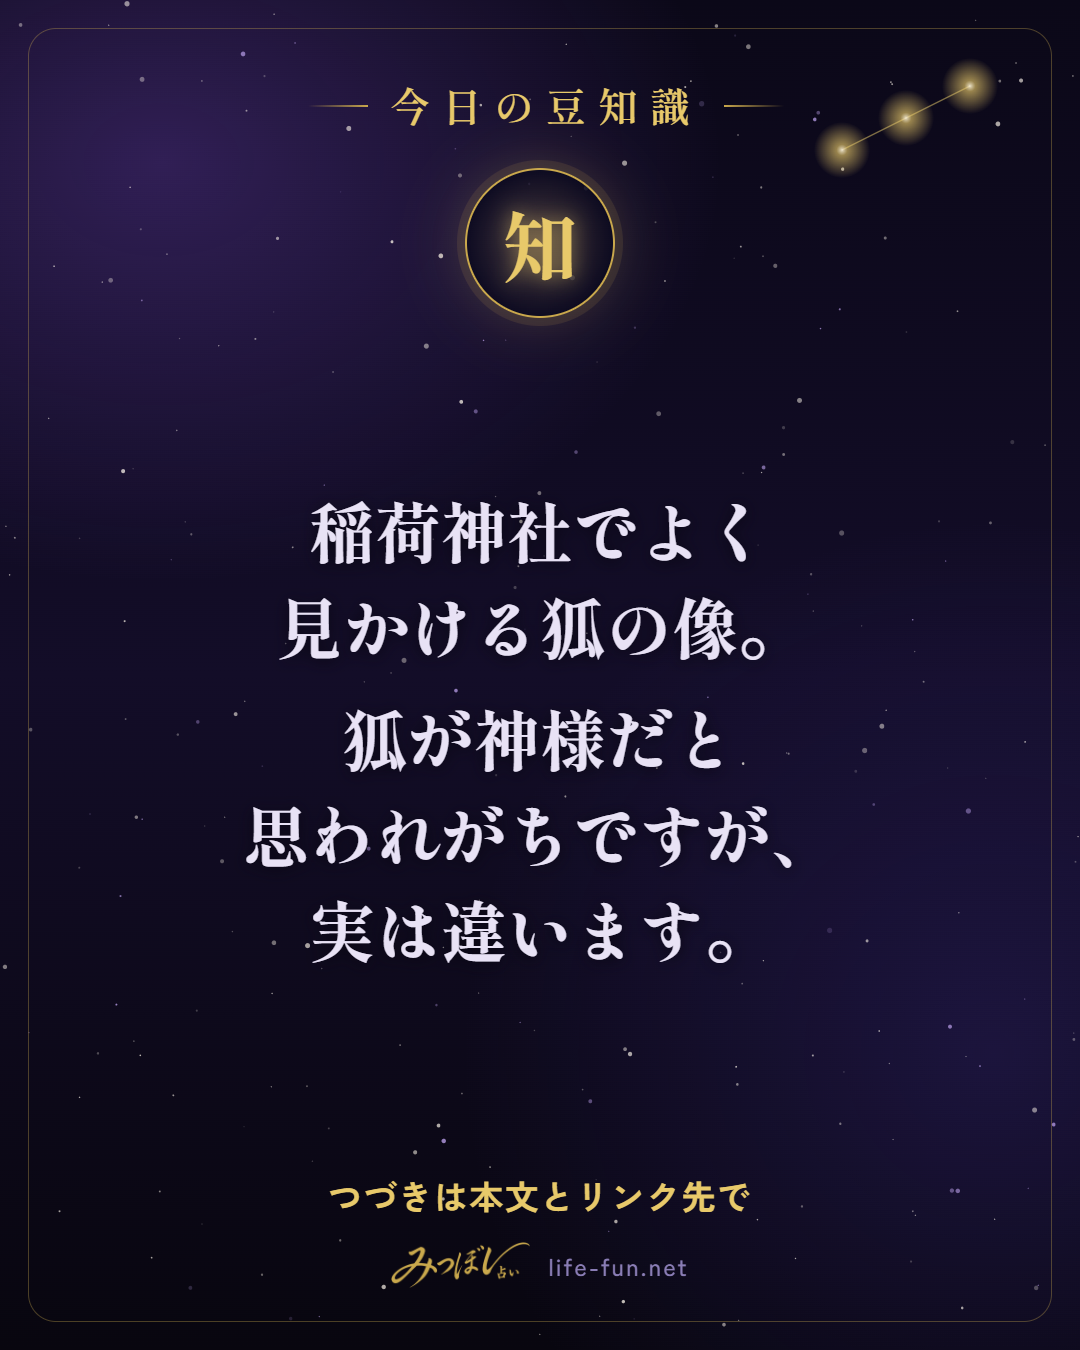 今日の豆知識
知
稲荷神社でよく
見かける狐の像。
狐が神様だと
思われがちですが、
実は違います。
つづきは本文とリンク先で
みつぼし占い life-fun.net